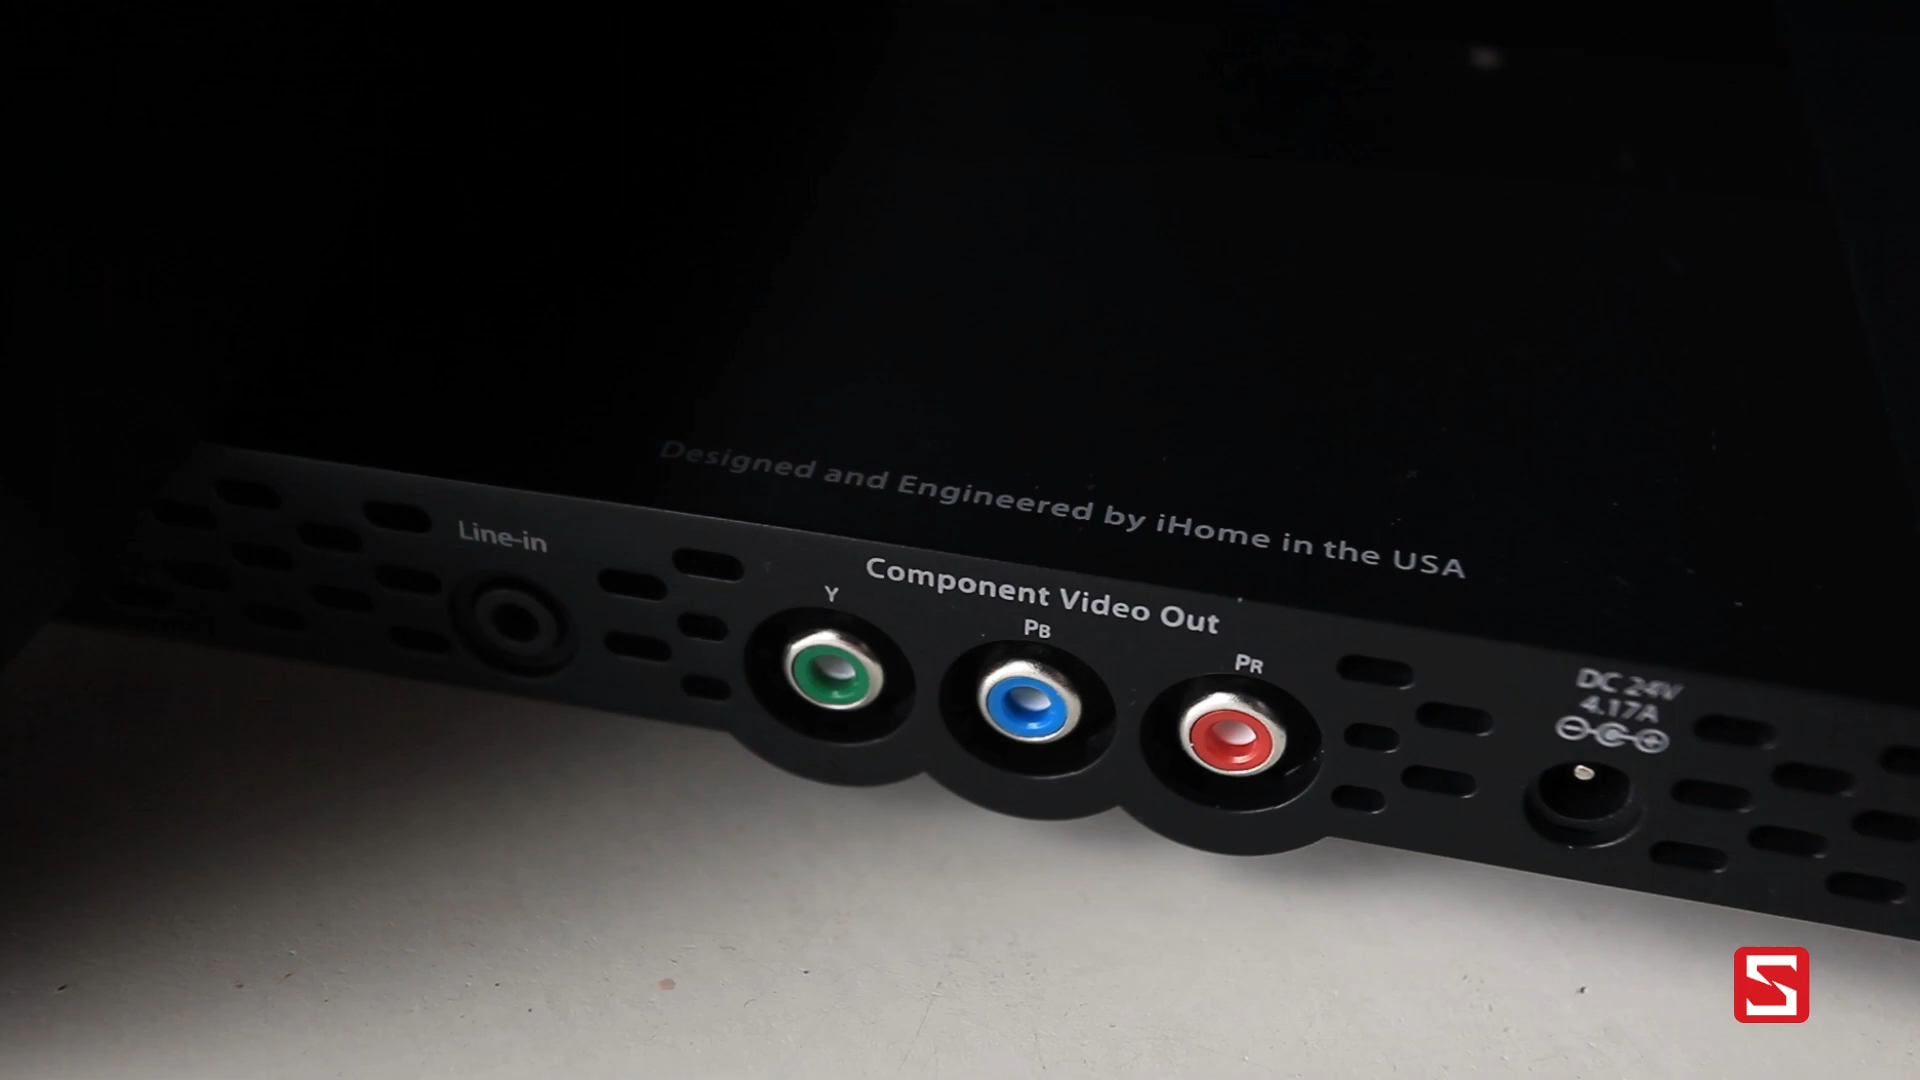 Designed and Engineered by iHome in the USA
Line-in
Component Video Out
Y
PB
PR
DC 24V
4.17A